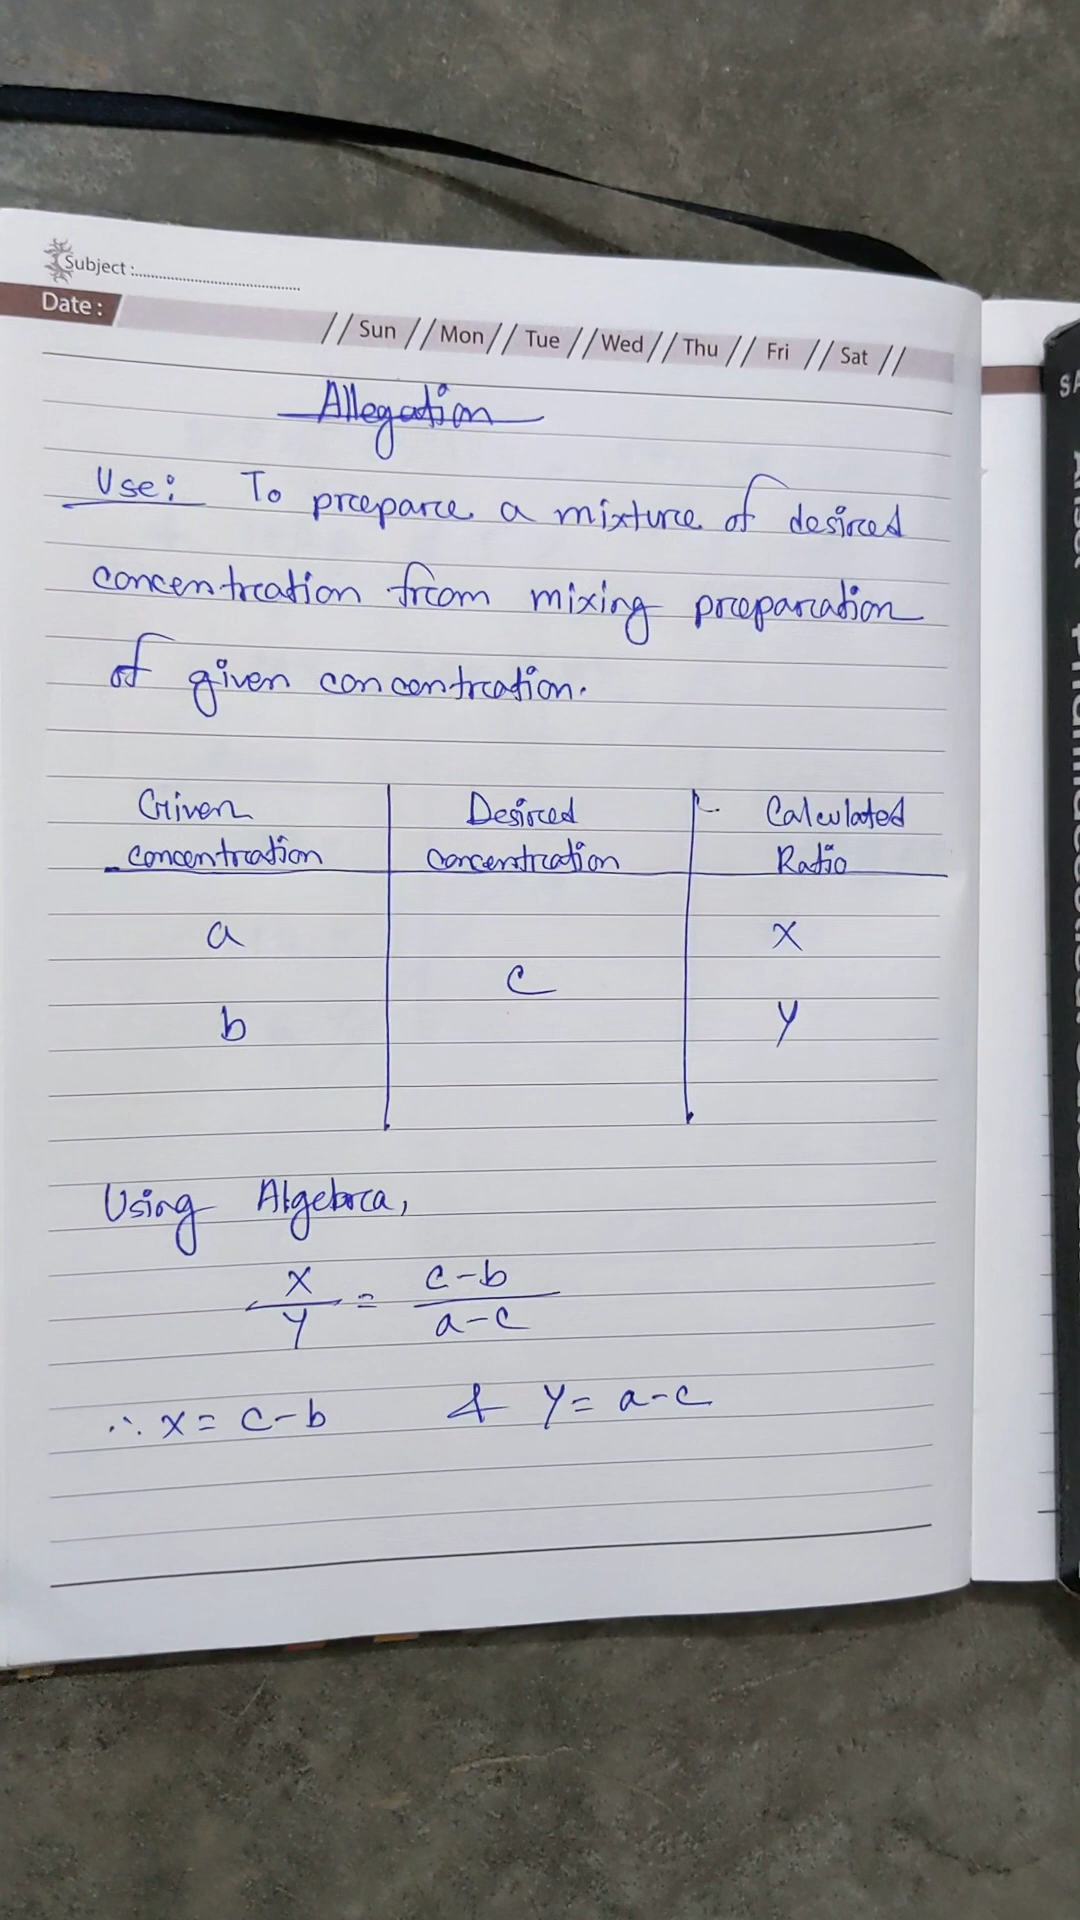 Subject :
Date :
// Sun // Mon // Tue // Wed // Thu // Fri // Sat //
Allegation
Use: To prepare a mixture of desired
concentration from mixing preparation
of given concentration.
Given Desired Calculated
concentration concentration Ratio
a x
c
b y
Using Algebra,
x/y = c-b/a-c
∴ x = c-b & y = a-c
SA